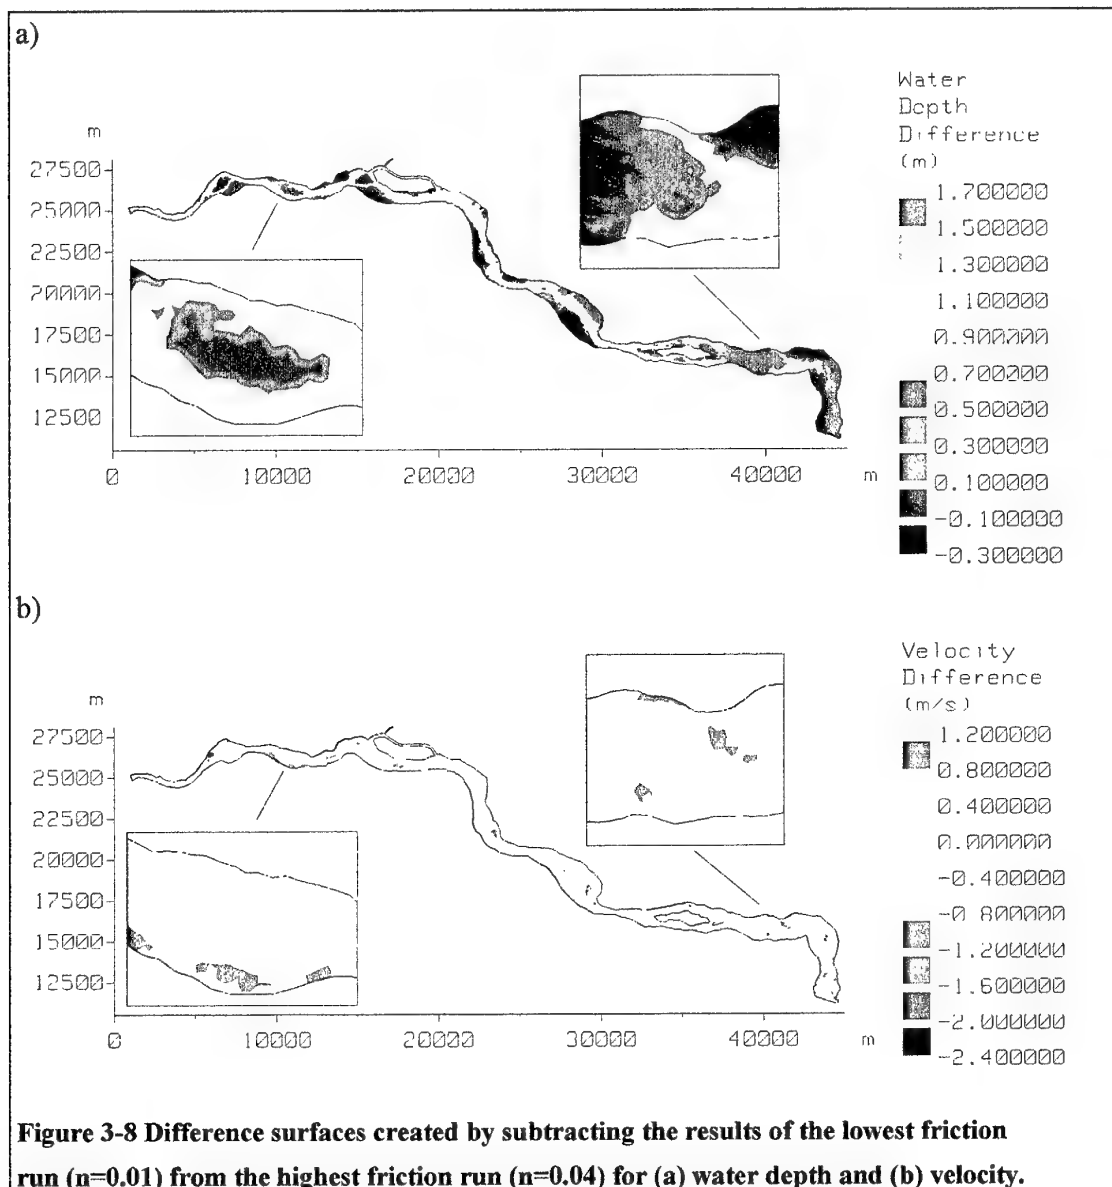 a)
Water
Depth
Difference
(m)
m
27500
25000
22500
20000
17500
15000
12500
0 10000 20000 30000 40000 m
1.700000
1.500000
1.300000
1.100000
0.900000
0.700200
0.500000
0.300000
0.100000
-0.100000
-0.300000
b)
Velocity
Difference
(m/s)
m
27500
25000
22500
20000
17500
15000
12500
0 10000 20000 30000 40000 m
1.200000
0.800000
0.400000
0.000000
-0.400000
-0 800000
-1.200000
-1.600000
-2.000000
-2.400000
Figure 3-8 Difference surfaces created by subtracting the results of the lowest friction
run (n=0.01) from the highest friction run (n=0.04) for (a) water depth and (b) velocity.